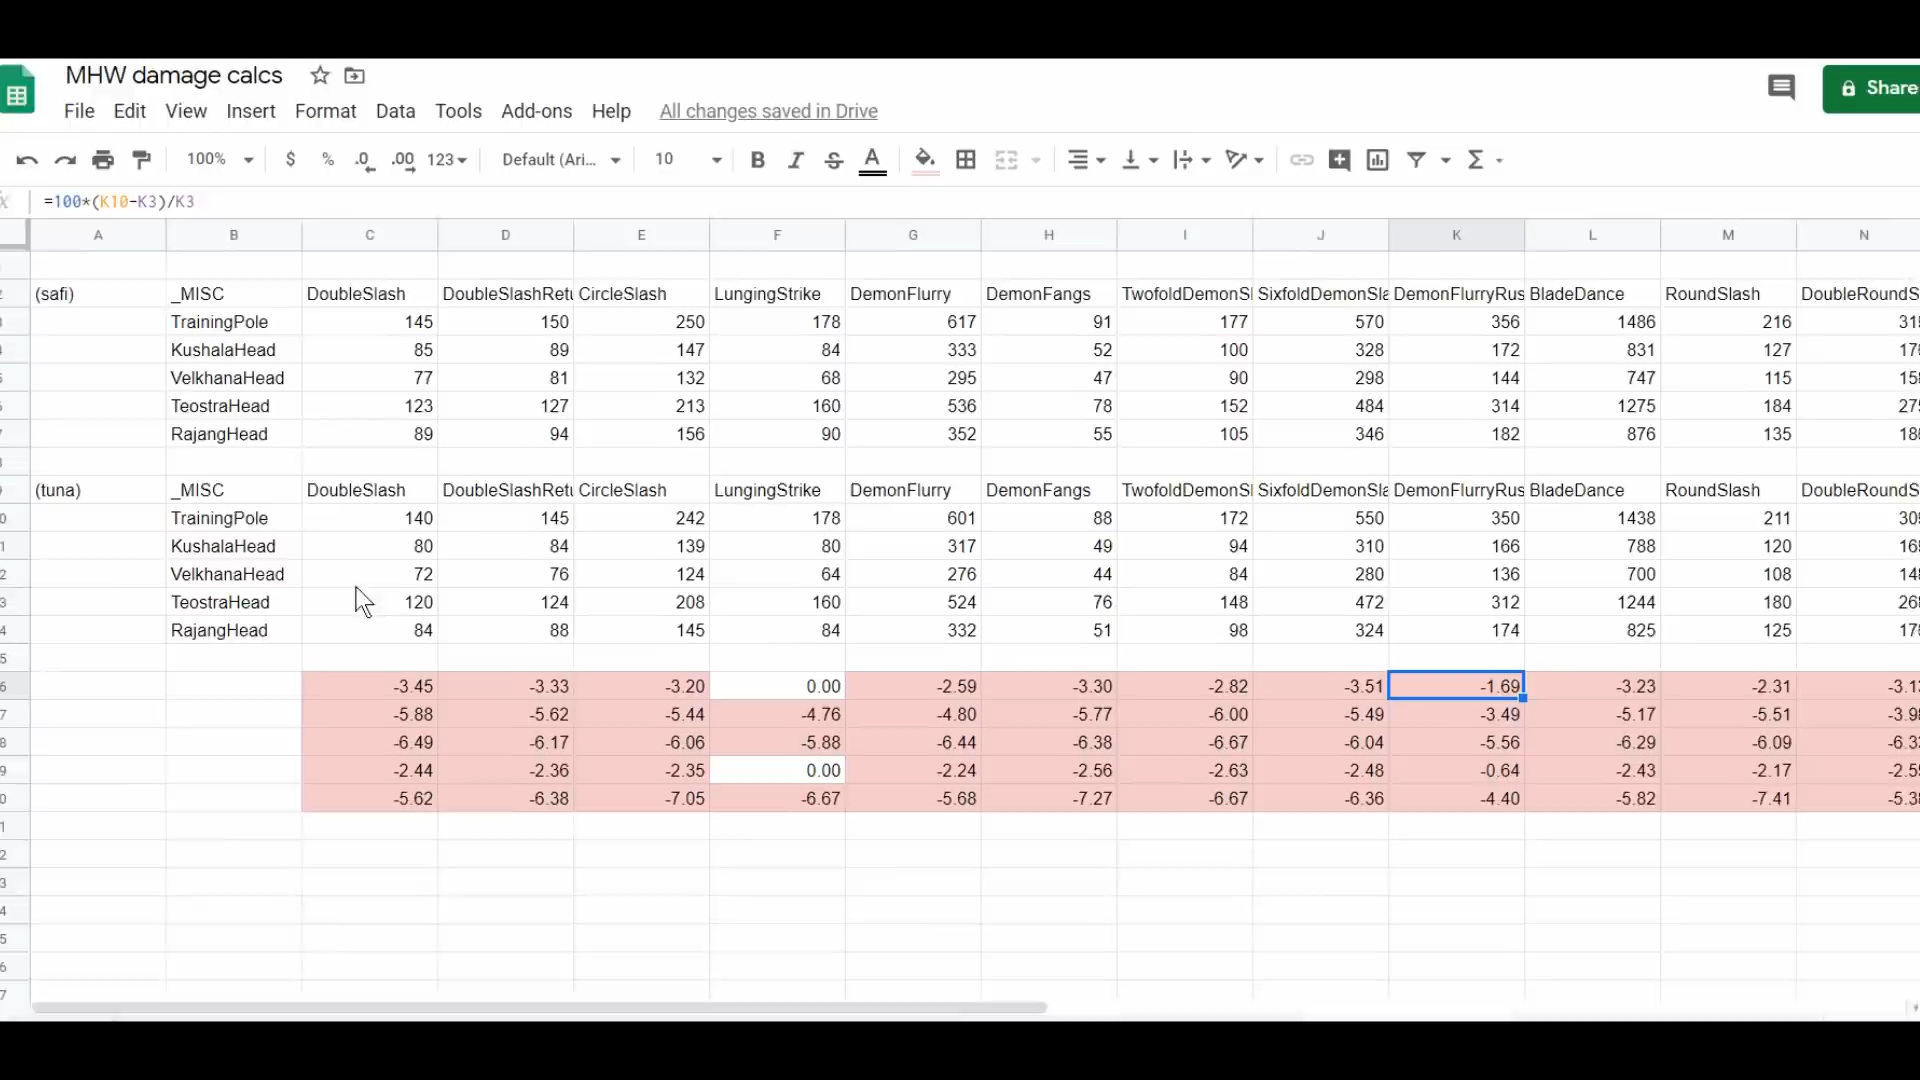 MHW damage calcs
File Edit View Insert Format Data Tools Add-ons Help All changes saved in Drive
Share
100% $ % .0 .00 123 Default (Ari... 10 B I S A Σ
=100*(K10-K3)/K3
A B C D E F G H I J K L M N
(safi) _MISC DoubleSlash DoubleSlashRetu CircleSlash LungingStrike DemonFlurry DemonFangs TwofoldDemonSl SixfoldDemonSla DemonFlurryRus BladeDance RoundSlash DoubleRoundS
TrainingPole 145 150 250 178 617 91 177 570 356 1486 216
KushalaHead 85 89 147 84 333 52 100 328 172 831 127
VelkhanaHead 77 81 132 68 295 47 90 298 144 747 115
TeostraHead 123 127 213 160 536 78 152 484 314 1275 184
RajangHead 89 94 156 90 352 55 105 346 182 876 135
(tuna) _MISC DoubleSlash DoubleSlashRetu CircleSlash LungingStrike DemonFlurry DemonFangs TwofoldDemonSl SixfoldDemonSla DemonFlurryRus BladeDance RoundSlash DoubleRoundS
TrainingPole 140 145 242 178 601 88 172 550 350 1438 211
KushalaHead 80 84 139 80 317 49 94 310 166 788 120
VelkhanaHead 72 76 124 64 276 44 84 280 136 700 108
TeostraHead 120 124 208 160 524 76 148 472 312 1244 180
RajangHead 84 88 145 84 332 51 98 324 174 825 125
-3.45 -3.33 -3.20 0.00 -2.59 -3.30 -2.82 -3.51 -1.69 -3.23 -2.31
-5.88 -5.62 -5.44 -4.76 -4.80 -5.77 -6.00 -5.49 -3.49 -5.17 -5.51
-6.49 -6.17 -6.06 -5.88 -6.44 -6.38 -6.67 -6.04 -5.56 -6.29 -6.09
-2.44 -2.36 -2.35 0.00 -2.24 -2.56 -2.63 -2.48 -0.64 -2.43 -2.17
-5.62 -6.38 -7.05 -6.67 -5.68 -7.27 -6.67 -6.36 -4.40 -5.82 -7.41